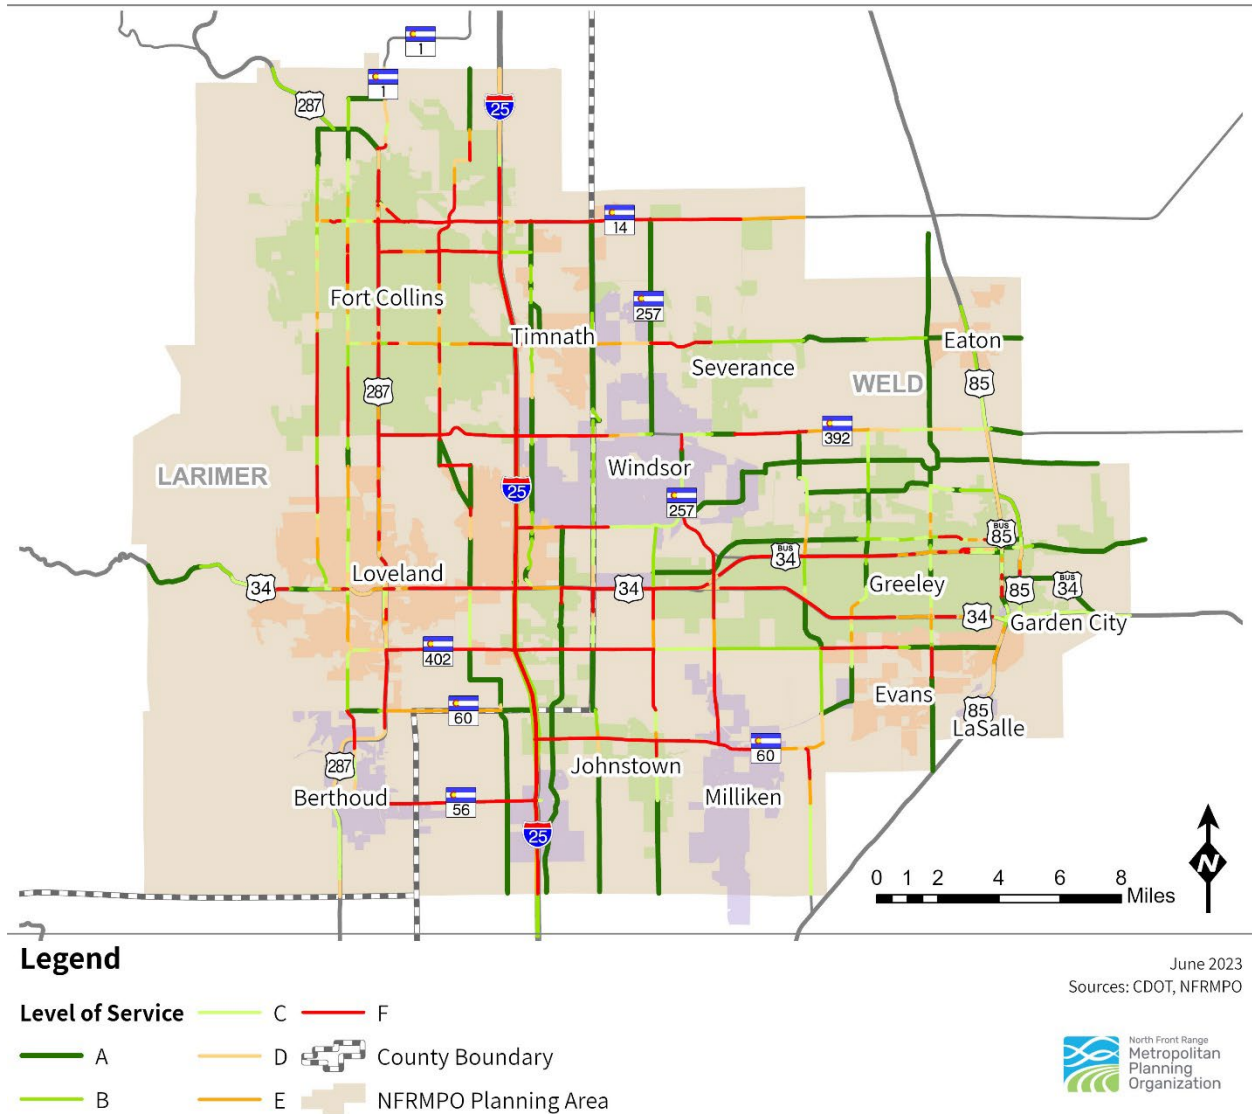 1
1
287
25
14
257
Fort Collins
Timnath
Eaton
Severance
287
WELD
85
392
LARIMER
Windsor
25
257
BUS
85
BUS
34
34
Loveland
34
Greeley
85
BUS
34
34
Garden City
402
Evans
60
85
LaSalle
60
287
Johnstown
Berthoud
56
Milliken
25
N
0 1 2 4 6 8
Miles
Legend
June 2023
Sources: CDOT, NFRMPO
Level of Service
C
F
A
D
County Boundary
B
E
NFRMPO Planning Area
North Front Range
Metropolitan
Planning
Organization